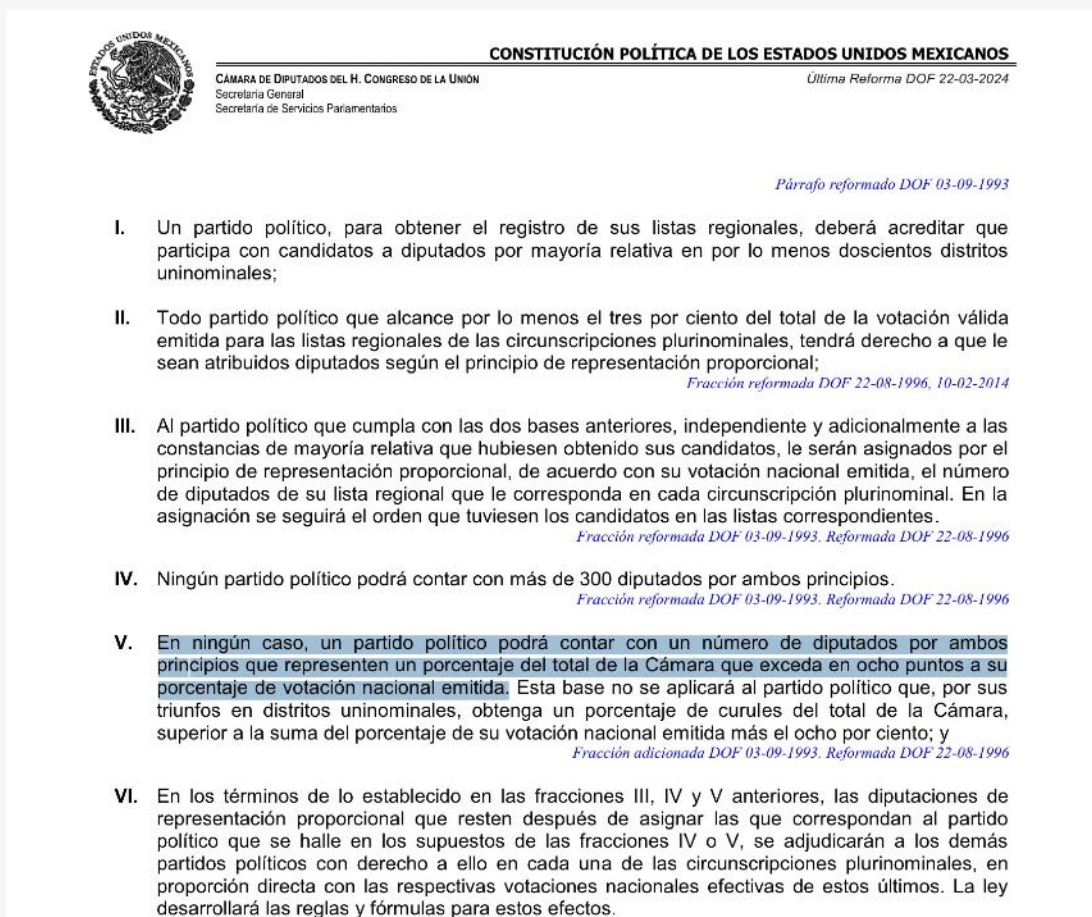 ESTADOS UNIDOS MEXICANOS
CONSTITUCIÓN POLÍTICA DE LOS ESTADOS UNIDOS MEXICANOS
CÁMARA DE DIPUTADOS DEL H. CONGRESO DE LA UNIÓN
Última Reforma DOF 22-03-2024
Secretaría General
Secretaría de Servicios Parlamentarios
Párrafo reformado DOF 03-09-1993
I. Un partido político, para obtener el registro de sus listas regionales, deberá acreditar que
participa con candidatos a diputados por mayoría relativa en por lo menos doscientos distritos
uninominales;
II. Todo partido político que alcance por lo menos el tres por ciento del total de la votación válida
emitida para las listas regionales de las circunscripciones plurinominales, tendrá derecho a que le
sean atribuidos diputados según el principio de representación proporcional;
Fracción reformada DOF 22-08-1996, 10-02-2014
III. Al partido político que cumpla con las dos bases anteriores, independiente y adicionalmente a las
constancias de mayoría relativa que hubiesen obtenido sus candidatos, le serán asignados por el
principio de representación proporcional, de acuerdo con su votación nacional emitida, el número
de diputados de su lista regional que le corresponda en cada circunscripción plurinominal. En la
asignación se seguirá el orden que tuviesen los candidatos en las listas correspondientes.
Fracción reformada DOF 03-09-1993. Reformada DOF 22-08-1996
IV. Ningún partido político podrá contar con más de 300 diputados por ambos principios.
Fracción reformada DOF 03-09-1993. Reformada DOF 22-08-1996
V. En ningún caso, un partido político podrá contar con un número de diputados por ambos
principios que representen un porcentaje del total de la Cámara que exceda en ocho puntos a su
porcentaje de votación nacional emitida. Esta base no se aplicará al partido político que, por sus
triunfos en distritos uninominales, obtenga un porcentaje de curules del total de la Cámara,
superior a la suma del porcentaje de su votación nacional emitida más el ocho por ciento; y
Fracción adicionada DOF 03-09-1993. Reformada DOF 22-08-1996
VI. En los términos de lo establecido en las fracciones III, IV y V anteriores, las diputaciones de
representación proporcional que resten después de asignar las que correspondan al partido
político que se halle en los supuestos de las fracciones IV o V, se adjudicarán a los demás
partidos políticos con derecho a ello en cada una de las circunscripciones plurinominales, en
proporción directa con las respectivas votaciones nacionales efectivas de estos últimos. La ley
desarrollará las reglas y fórmulas para estos efectos.